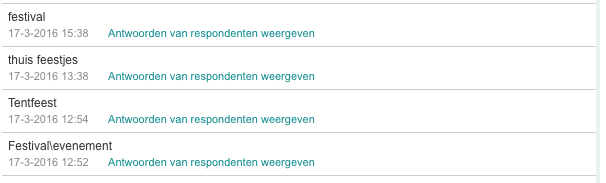 festival
17-3-2016 15:38 Antwoorden van respondenten weergeven
thuis feestjes
17-3-2016 13:38 Antwoorden van respondenten weergeven
Tentfeest
17-3-2016 12:54 Antwoorden van respondenten weergeven
Festival\evenement
17-3-2016 12:52 Antwoorden van respondenten weergeven